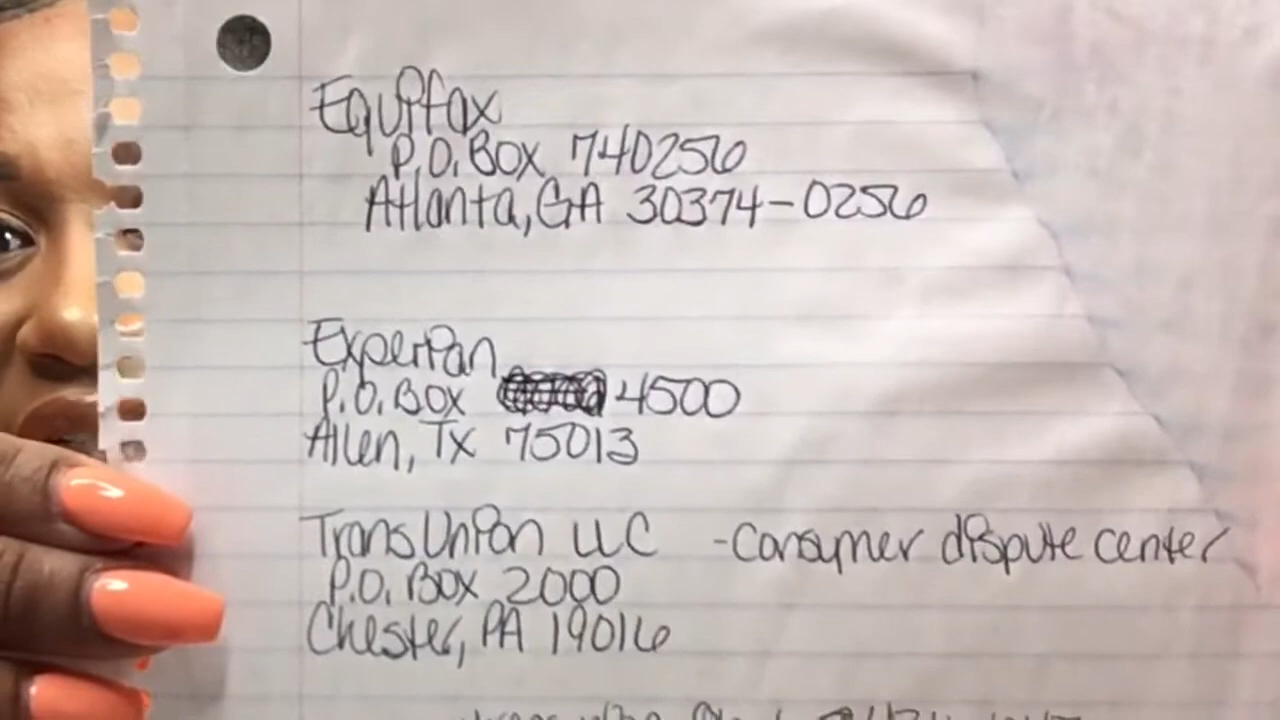 Equifax
P.O. Box 740256
Atlanta, GA 30374-0256
Experian
P.O. Box 4500
Allen, TX 75013
TransUnion LLC - Consumer dispute center
P.O. Box 2000
Chester, PA 19016